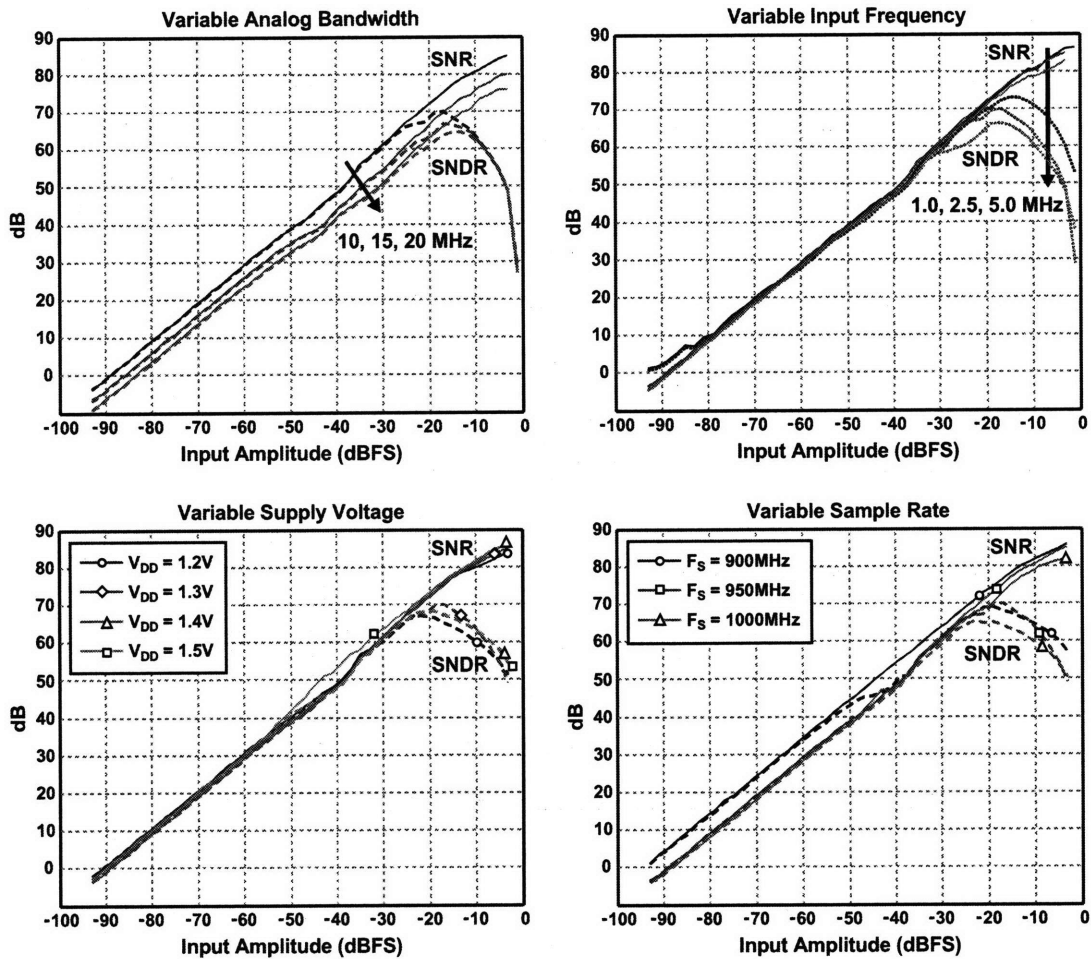 Variable Analog Bandwidth
90
80
70
60
50
40
30
20
10
0
dB
SNR
SNDR
10, 15, 20 MHz
-100 -90 -80 -70 -60 -50 -40 -30 -20 -10 0
Input Amplitude (dBFS)
Variable Input Frequency
90
80
70
60
50
40
30
20
10
0
dB
SNR
SNDR
1.0, 2.5, 5.0 MHz
-100 -90 -80 -70 -60 -50 -40 -30 -20 -10 0
Input Amplitude (dBFS)
Variable Supply Voltage
90
80
70
60
50
40
30
20
10
0
dB
VDD = 1.2V
VDD = 1.3V
VDD = 1.4V
VDD = 1.5V
SNR
SNDR
-100 -90 -80 -70 -60 -50 -40 -30 -20 -10 0
Input Amplitude (dBFS)
Variable Sample Rate
90
80
70
60
50
40
30
20
10
0
dB
FS = 900MHz
FS = 950MHz
FS = 1000MHz
SNR
SNDR
-100 -90 -80 -70 -60 -50 -40 -30 -20 -10 0
Input Amplitude (dBFS)